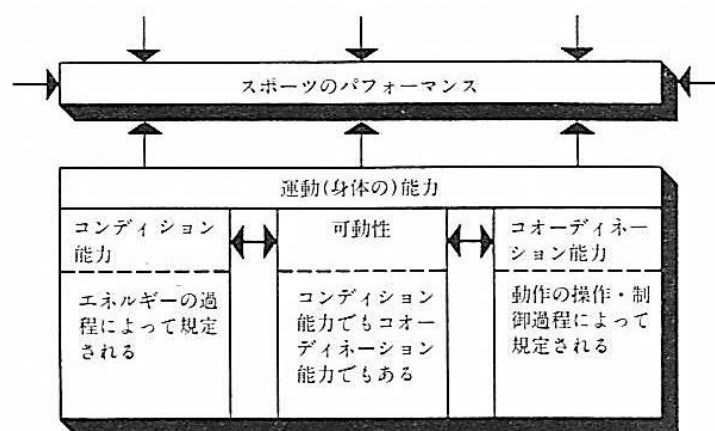 スポーツのパフォーマンス
運動(身体の)能力
コンディション
能力
エネルギーの過
程によって規定
される
可動性
コンディション
能力でもコオー
ディネーション
能力でもある
コオーディネー
ション能力
動作の操作・制
御過程によって
規定される